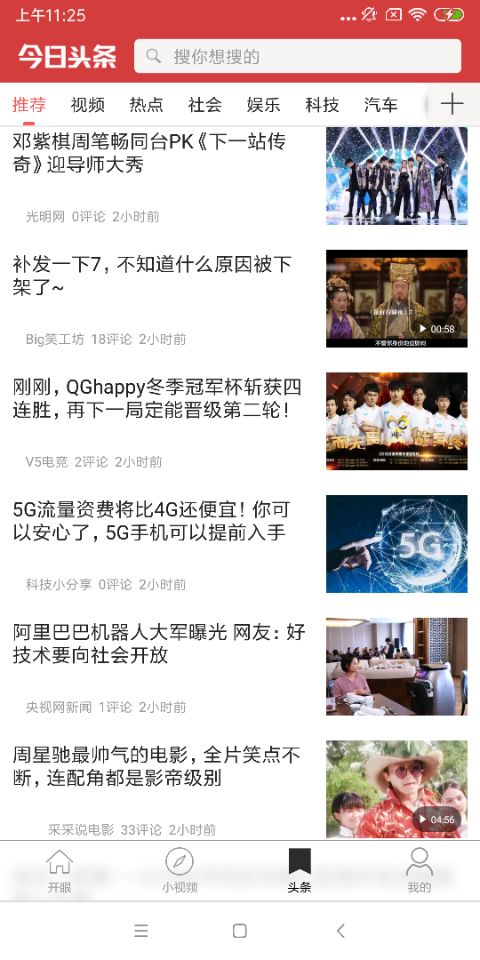 上午11:25
今日头条
搜你想搜的
推荐 视频 热点 社会 娱乐 科技 汽车
邓紫棋周笔畅同台PK《下一站传
奇》迎导师大秀
光明网 0评论 2小时前
补发一下7，不知道什么原因被下
架了~
Big笑工坊 18评论 2小时前
00:58
刚刚，QGhappy冬季冠军杯斩获四
连胜，再下一局定能晋级第二轮！
V5电竞 2评论 2小时前
5G流量资费将比4G还便宜！你可
以安心了，5G手机可以提前入手
科技小分享 0评论 2小时前
5G
阿里巴巴机器人大军曝光 网友：好
技术要向社会开放
央视网新闻 1评论 2小时前
周星驰最帅气的电影，全片笑点不
断，连配角都是影帝级别
采采说电影 33评论 2小时前
04:56
开眼 小视频 头条 我的